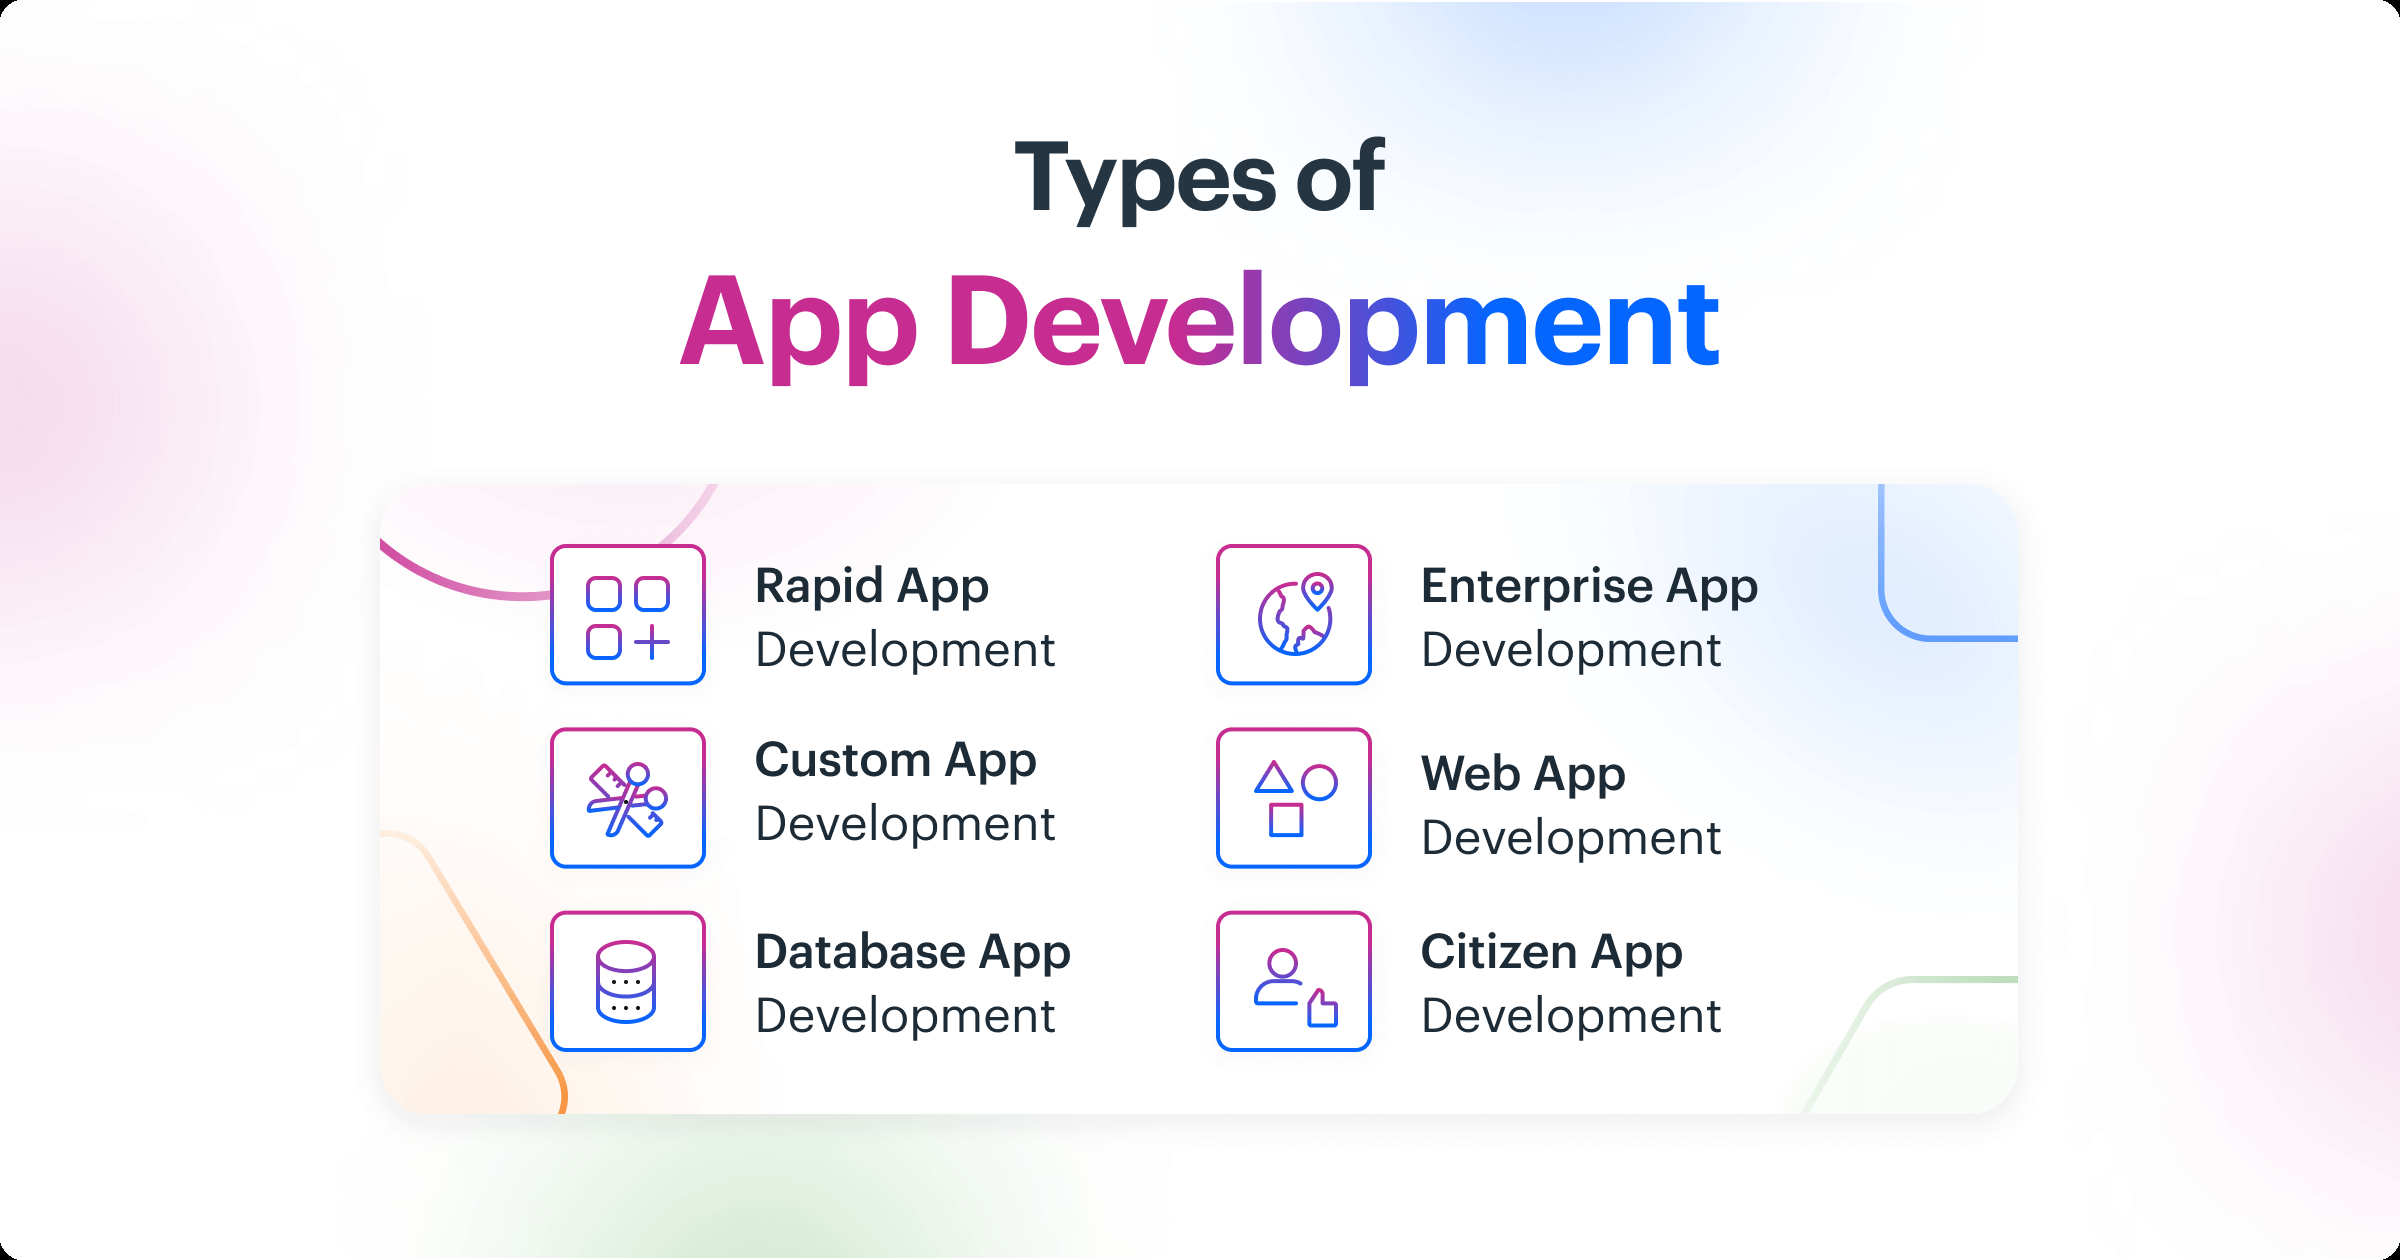 Types of
App Development
Rapid App
Development
Enterprise App
Development
Custom App
Development
Web App
Development
Database App
Development
Citizen App
Development